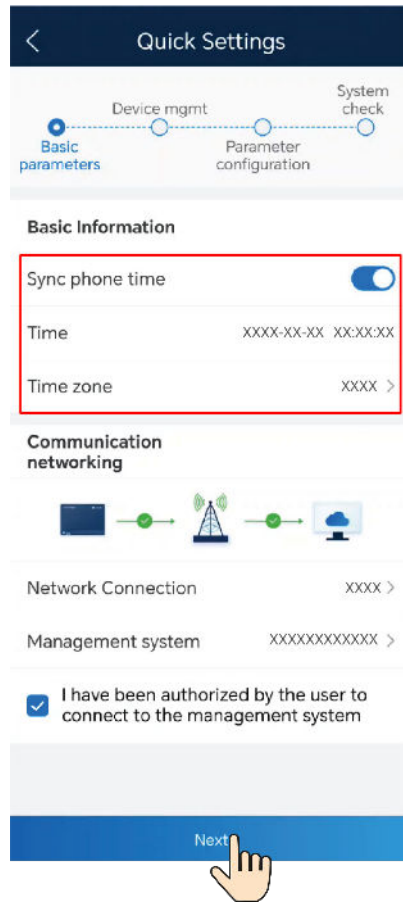 Quick Settings
System
Device mgmt check
Basic Parameter
parameters configuration
Basic Information
Sync phone time
Time XXXX-XX-XX XX:XX:XX
Time zone XXXX >
Communication
networking
Network Connection XXXX >
Management system XXXXXXXXXXXX >
I have been authorized by the user to
connect to the management system
Next